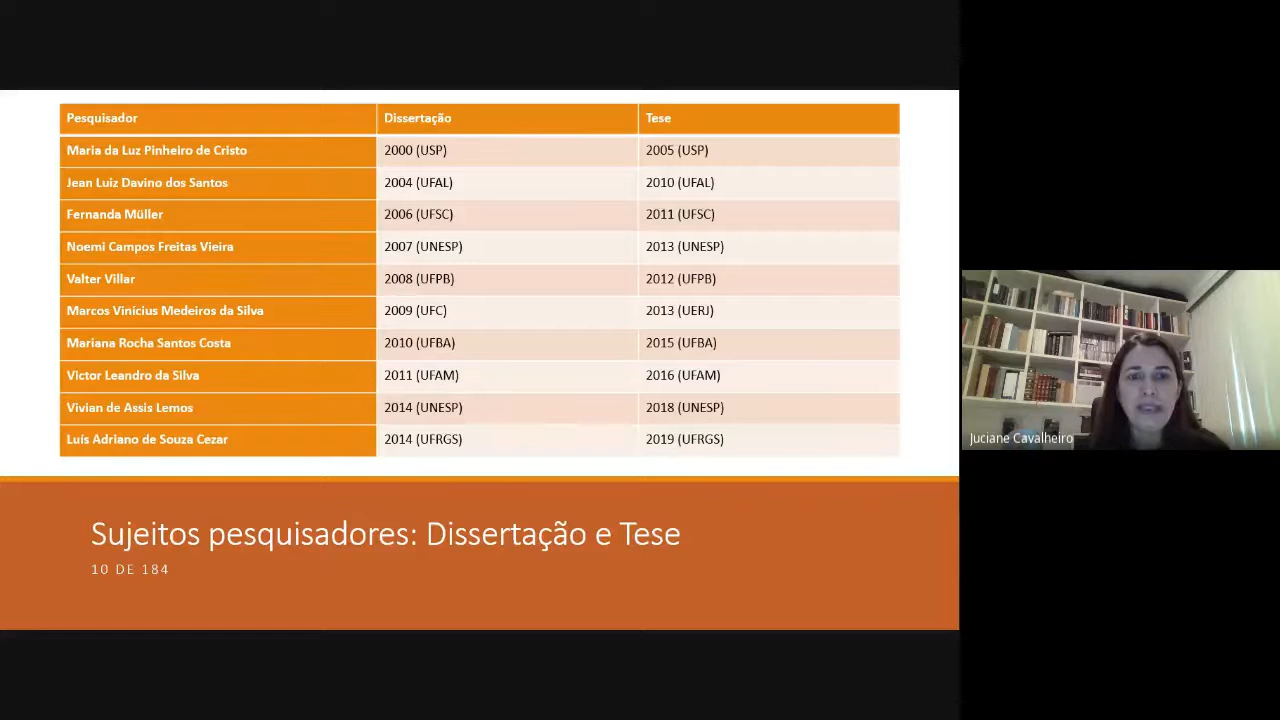 Pesquisador Dissertação Tese
Maria da Luz Pinheiro de Cristo 2000 (USP) 2005 (USP)
Jean Luiz Davino dos Santos 2004 (UFAL) 2010 (UFAL)
Fernanda Müller 2006 (UFSC) 2011 (UFSC)
Noemi Campos Freitas Vieira 2007 (UNESP) 2013 (UNESP)
Valter Villar 2008 (UFPB) 2012 (UFPB)
Marcos Vinícius Medeiros da Silva 2009 (UFC) 2013 (UERJ)
Mariana Rocha Santos Costa 2010 (UFBA) 2015 (UFBA)
Victor Leandro da Silva 2011 (UFAM) 2016 (UFAM)
Vivian de Assis Lemos 2014 (UNESP) 2018 (UNESP)
Luís Adriano de Souza Cezar 2014 (UFRGS) 2019 (UFRGS)
Sujeitos pesquisadores: Dissertação e Tese
10 DE 184
Juciane Cavalheiro